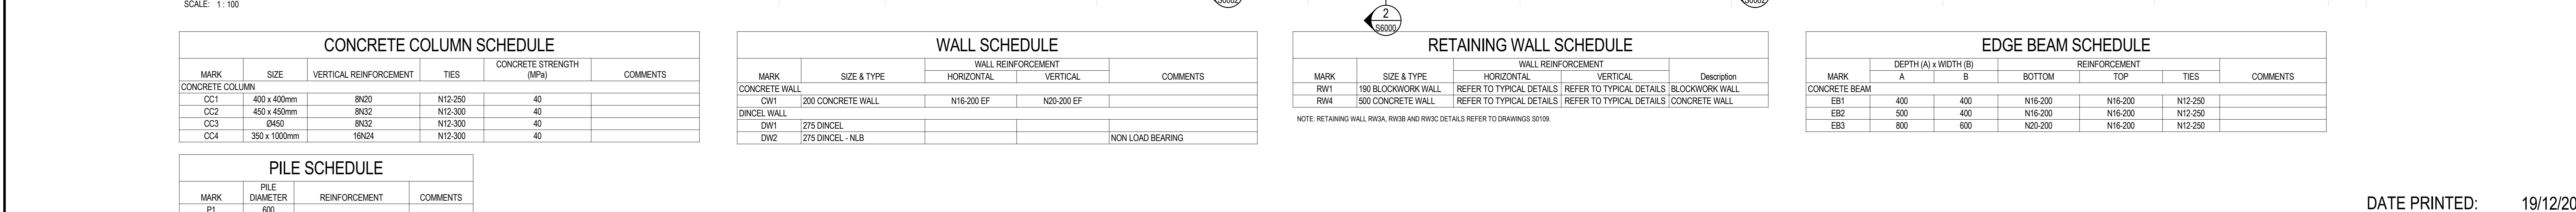 SCALE: 1 : 100
2
S6000
CONCRETE COLUMN SCHEDULE
MARK SIZE VERTICAL REINFORCEMENT TIES CONCRETE STRENGTH (MPa) COMMENTS
CONCRETE COLUMN
CC1 400 x 400mm 8N20 N12-250 40
CC2 450 x 450mm 8N32 N12-300 40
CC3 Ø450 8N32 N12-300 40
CC4 350 x 1000mm 16N24 N12-300 40
WALL SCHEDULE
WALL REINFORCEMENT
MARK SIZE & TYPE HORIZONTAL VERTICAL COMMENTS
CONCRETE WALL
CW1 200 CONCRETE WALL N16-200 EF N20-200 EF
DINCEL WALL
DW1 275 DINCEL
DW2 275 DINCEL - NLB NON LOAD BEARING
RETAINING WALL SCHEDULE
WALL REINFORCEMENT
MARK SIZE & TYPE HORIZONTAL VERTICAL Description
RW1 190 BLOCKWORK WALL REFER TO TYPICAL DETAILS REFER TO TYPICAL DETAILS BLOCKWORK WALL
RW4 500 CONCRETE WALL REFER TO TYPICAL DETAILS REFER TO TYPICAL DETAILS CONCRETE WALL
NOTE: RETAINING WALL RW3A, RW3B AND RW3C DETAILS REFER TO DRAWINGS S0109.
EDGE BEAM SCHEDULE
DEPTH (A) x WIDTH (B) REINFORCEMENT
MARK A B BOTTOM TOP TIES COMMENTS
CONCRETE BEAM
EB1 400 400 N16-200 N16-200 N12-250
EB2 500 400 N16-200 N16-200 N12-250
EB3 800 600 N20-200 N16-200 N12-250
PILE SCHEDULE
MARK PILE DIAMETER REINFORCEMENT COMMENTS
P1 600
DATE PRINTED: 19/12/20